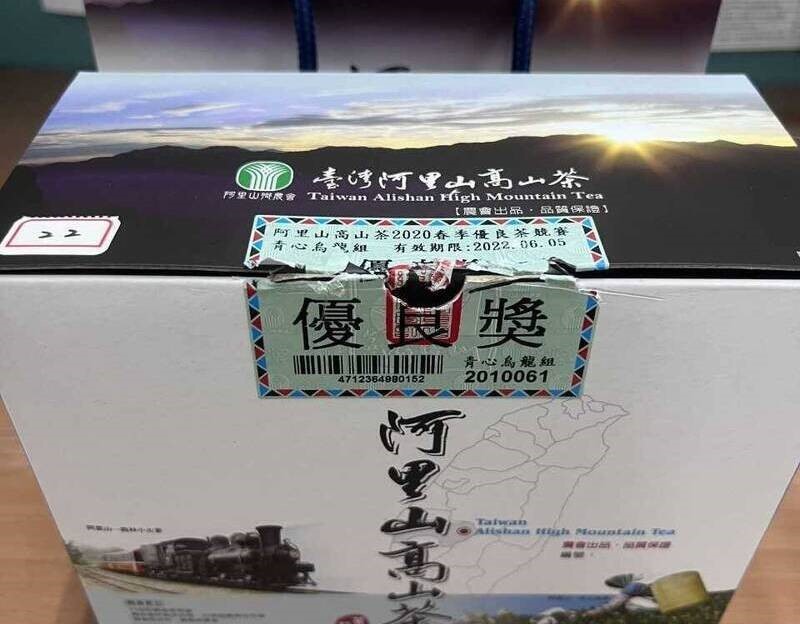 臺灣阿里山高山茶
阿里山鄉農會
Taiwan Alishan High Mountain Tea
【農會出品·品質保證】
22
阿里山高山茶2020春季優良茶競賽
青心烏龍組 有效期限:2022.06.05
優良獎
青心烏龍組
4712364980152
2010061
阿里山高山茶
Taiwan
Alishan High Mountain Tea
農會出品·品質保證
編號: